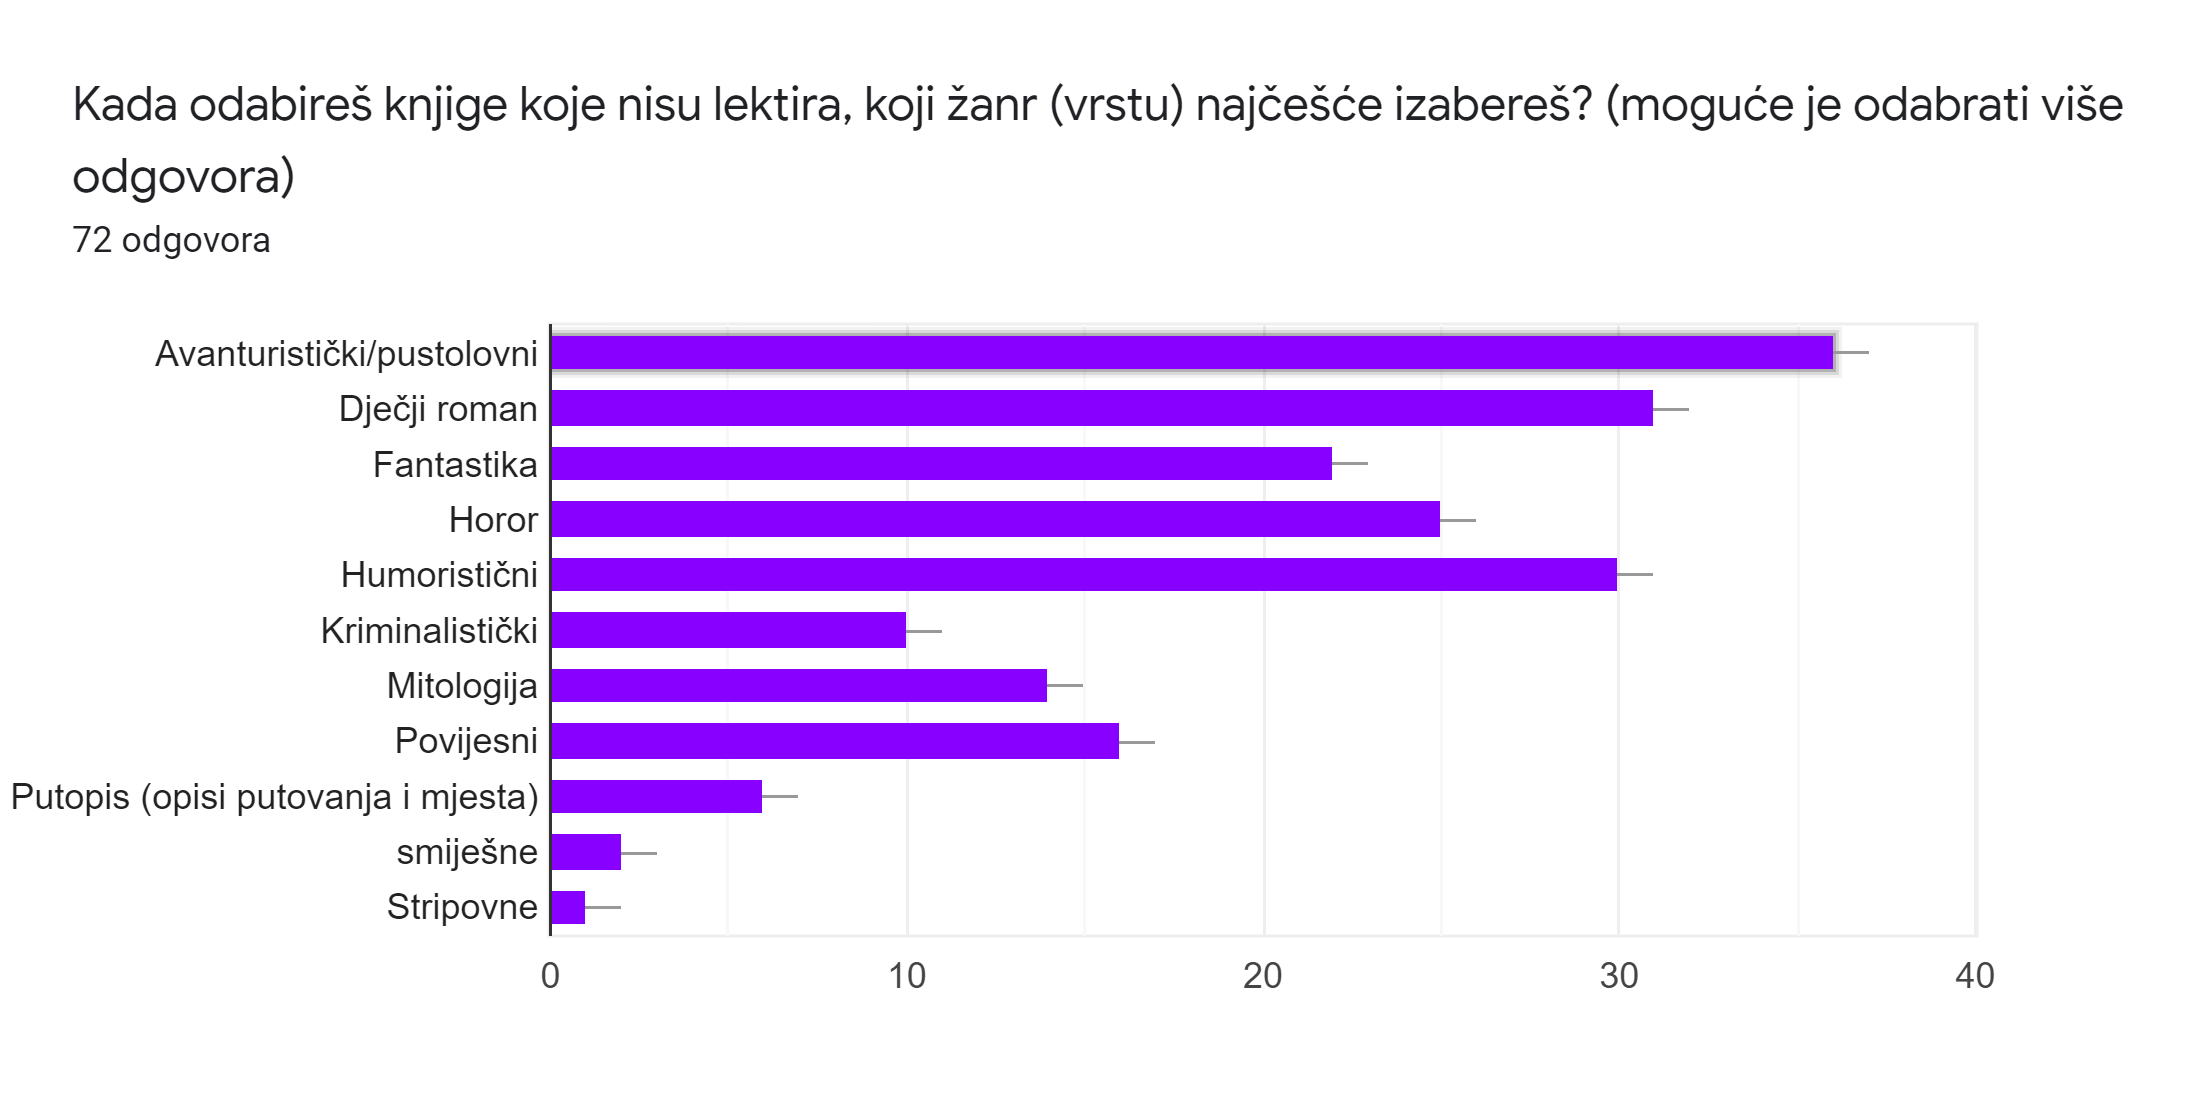 Kada odabireš knjige koje nisu lektira, koji žanr (vrstu) najčešće izabereš? (moguće je odabrati više
odgovora)
72 odgovora
Avanturistički/pustolovni
Dječji roman
Fantastika
Horor
Humoristični
Kriminalistički
Mitologija
Povijesni
Putopis (opisi putovanja i mjesta)
smiješne
Stripovne
0 10 20 30 40